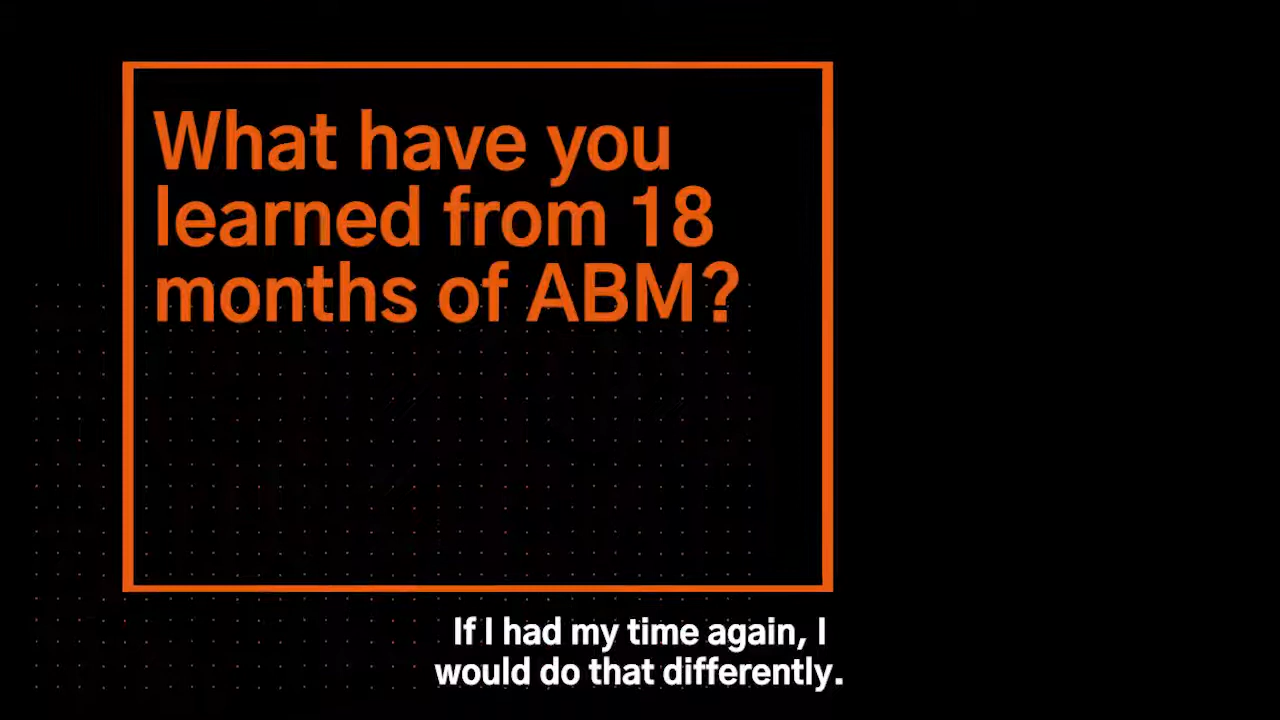 What have you
learned from 18
months of ABM?
If I had my time again, I
would do that differently.